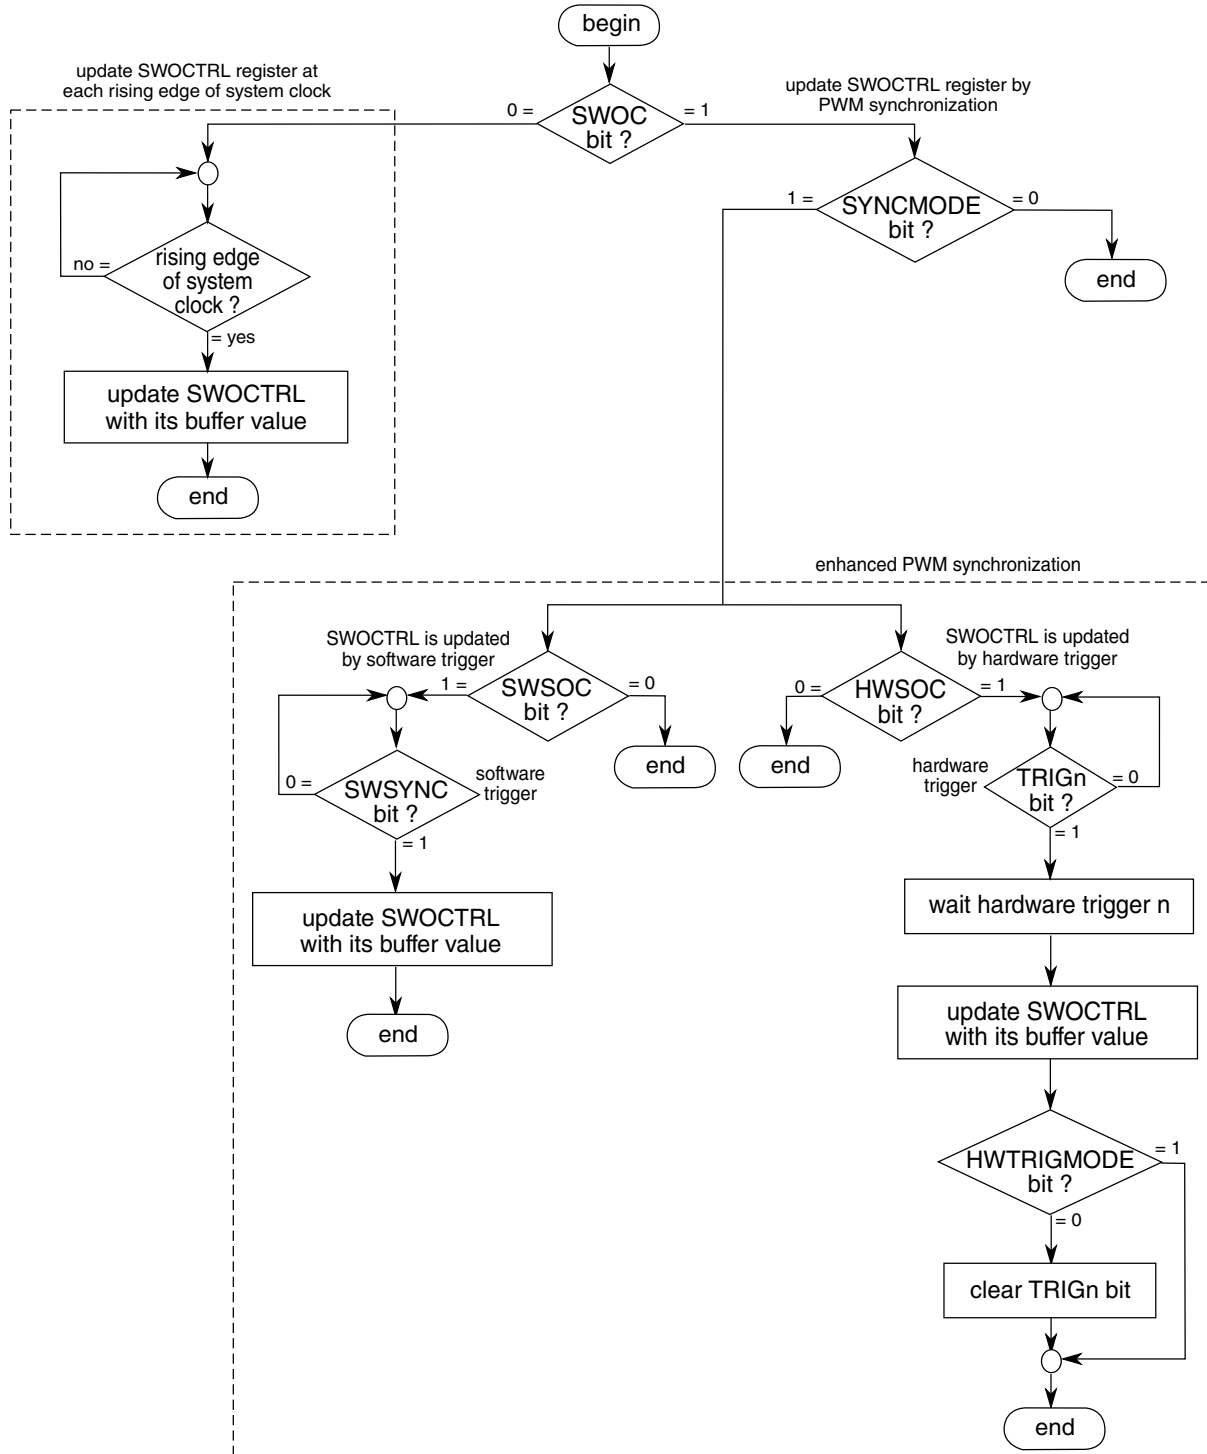 begin
update SWOCTRL register at
each rising edge of system clock
update SWOCTRL register by
PWM synchronization
0 =
SWOC
bit ?
= 1
1 =
SYNCMODE
bit ?
= 0
end
no =
rising edge
of system
clock ?
= yes
update SWOCTRL
with its buffer value
end
enhanced PWM synchronization
SWOCTRL is updated
by software trigger
SWOCTRL is updated
by hardware trigger
1 =
SWSOC
bit ?
= 0
end
0 =
HWSOC
bit ?
= 1
end
0 =
SWSYNC
bit ?
software
trigger
= 1
hardware
trigger
TRIGn
bit ?
= 0
= 1
update SWOCTRL
with its buffer value
end
wait hardware trigger n
update SWOCTRL
with its buffer value
HWTRIGMODE
bit ?
= 1
= 0
clear TRIGn bit
end